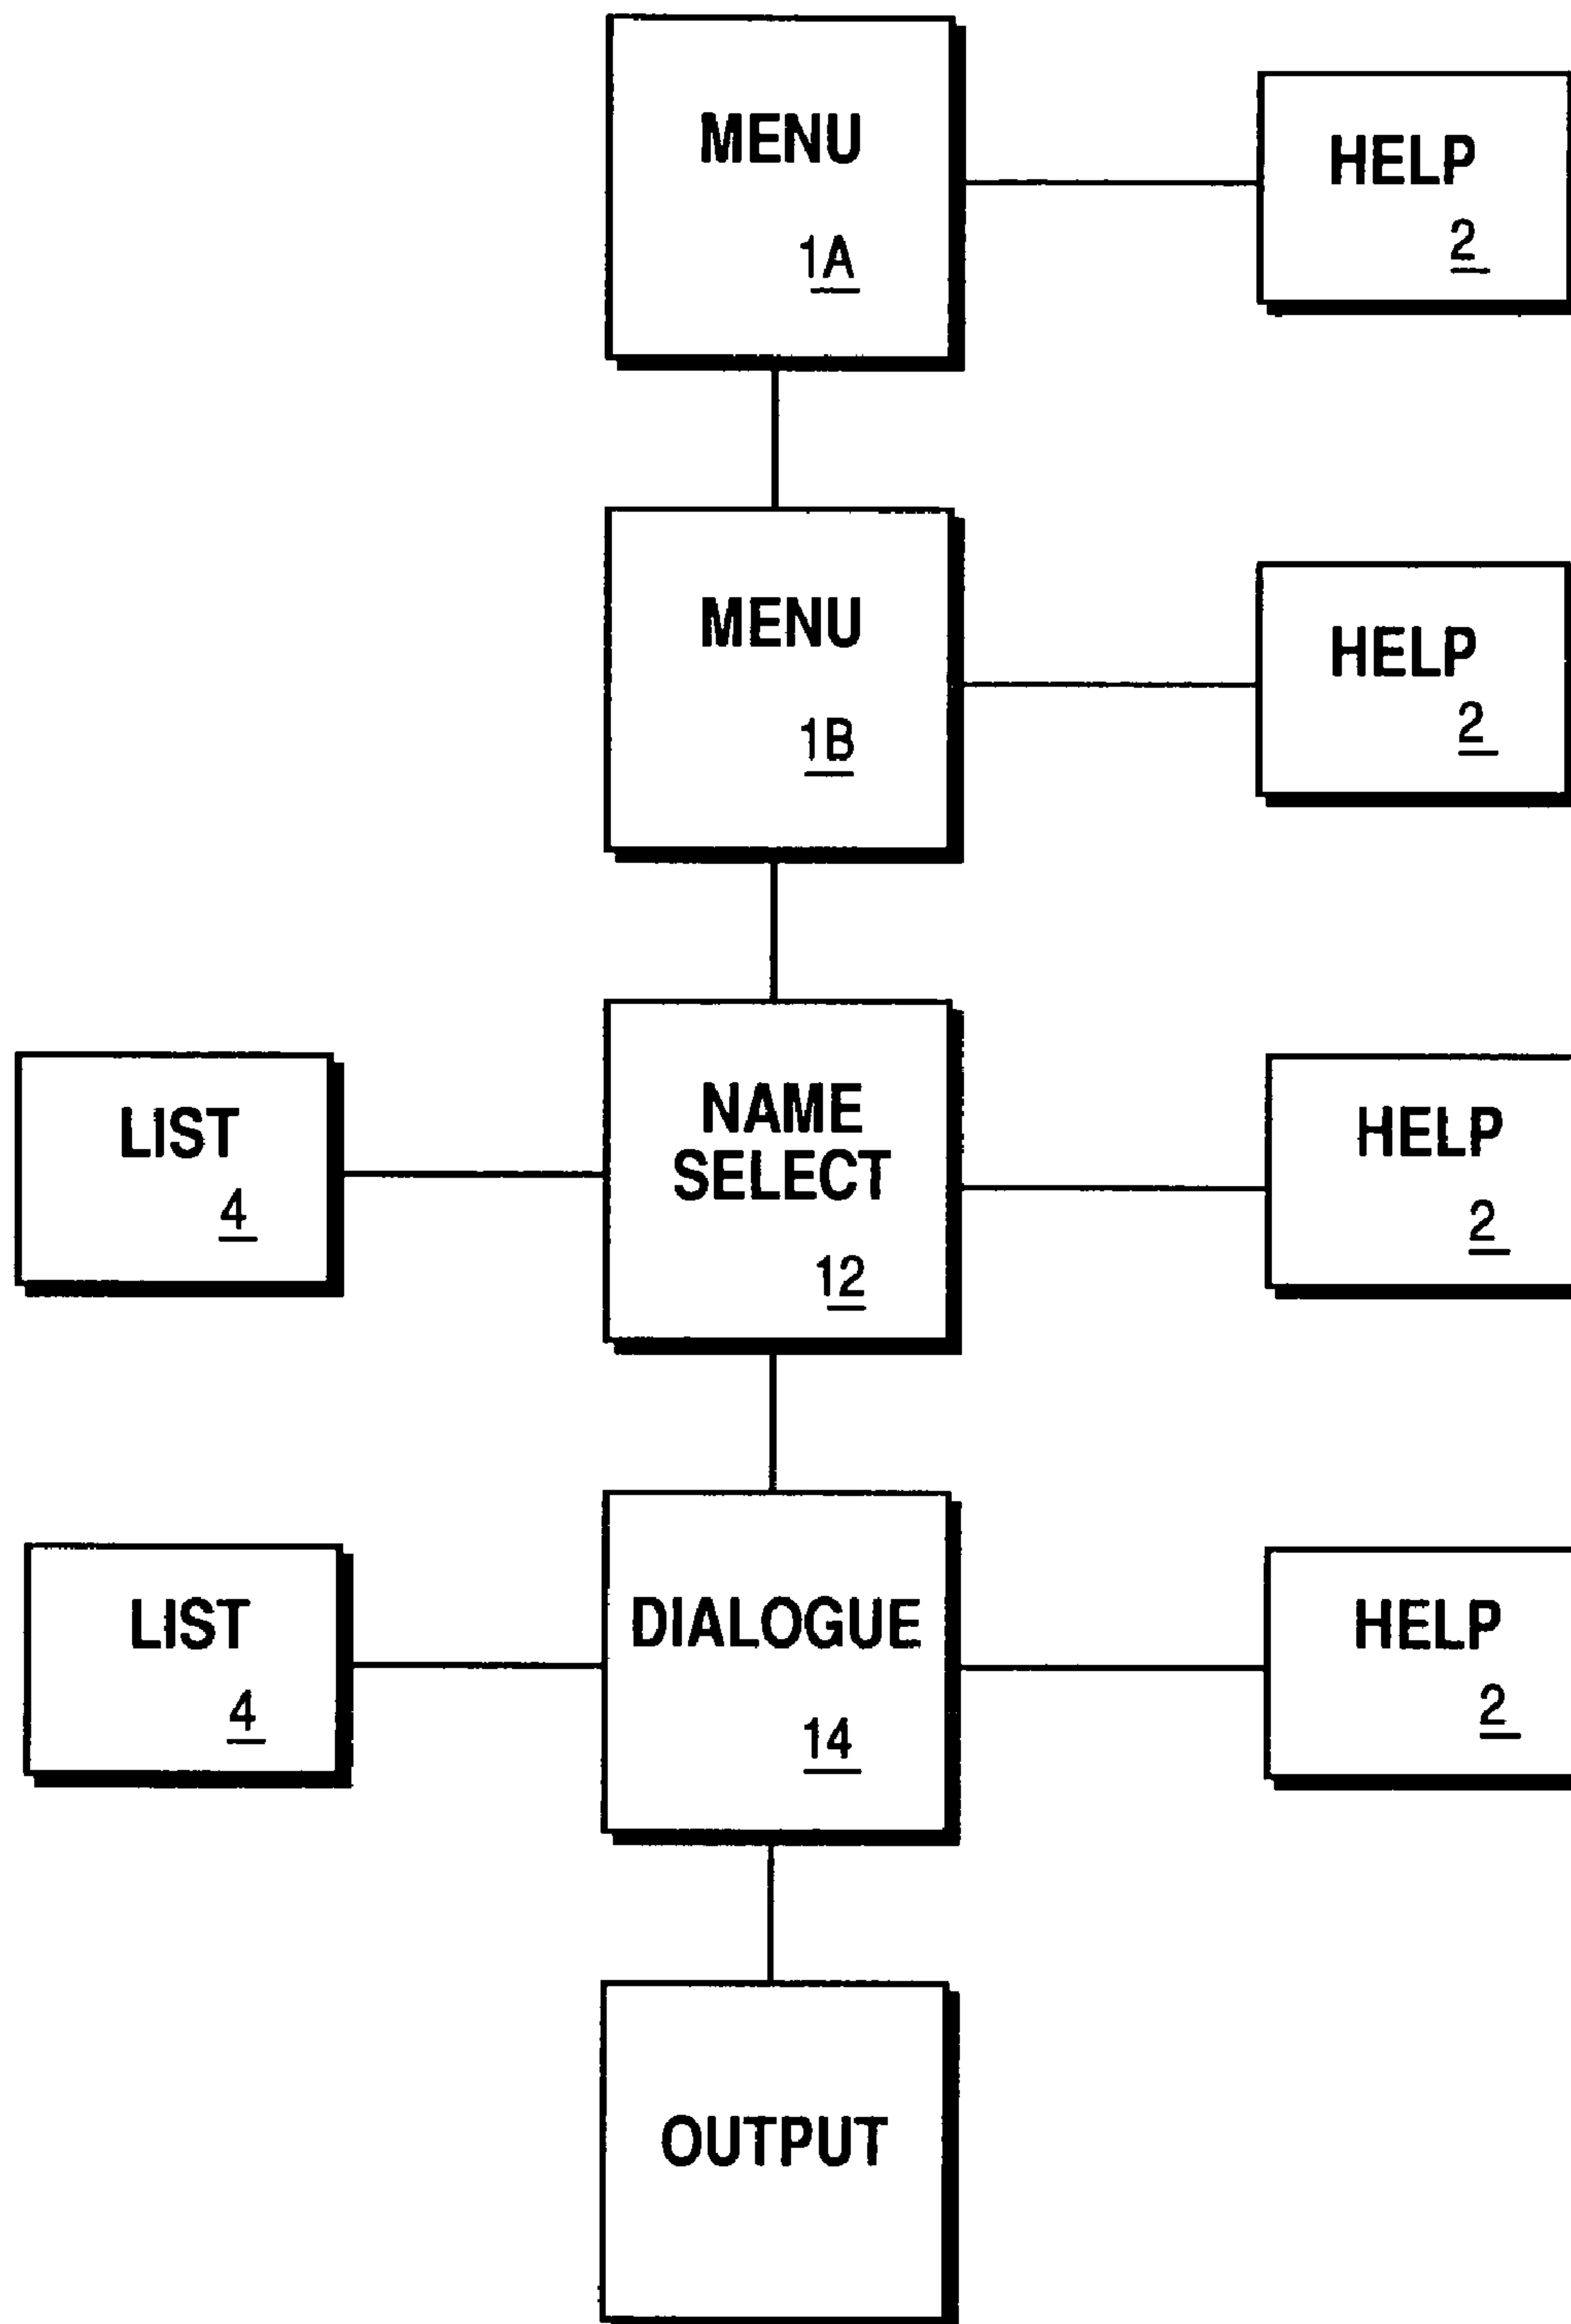 MENU
1A
HELP
2
MENU
1B
HELP
2
LIST
4
NAME
SELECT
12
HELP
2
LIST
4
DIALOGUE
14
HELP
2
OUTPUT